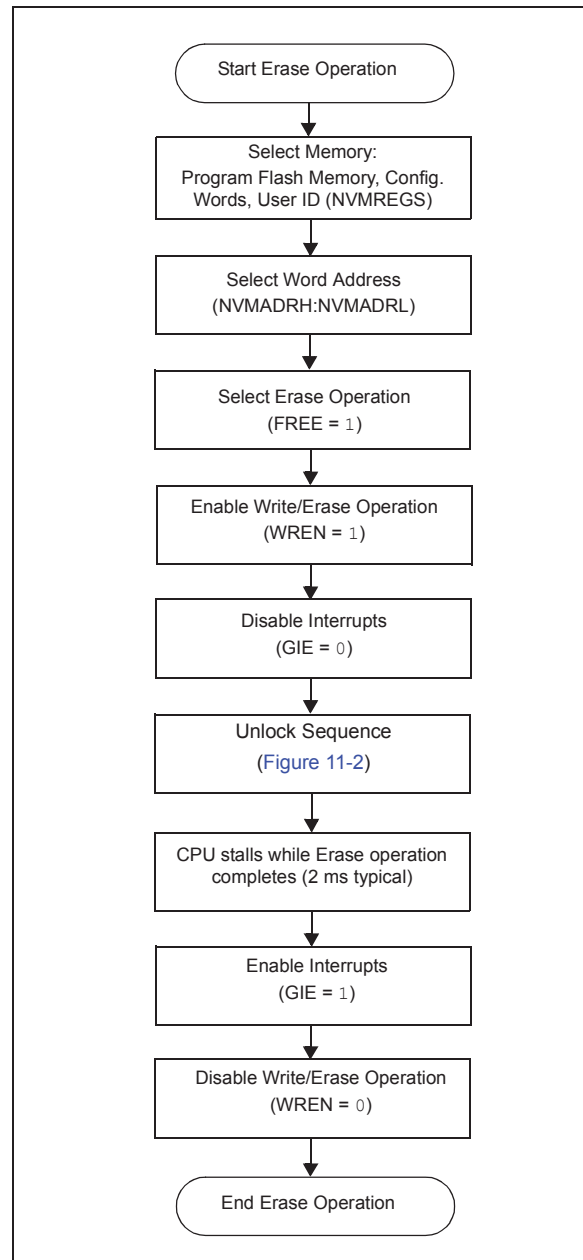 Start Erase Operation
Select Memory:
Program Flash Memory, Config.
Words, User ID (NVMREGS)
Select Word Address
(NVMADRH:NVMADRL)
Select Erase Operation
(FREE = 1)
Enable Write/Erase Operation
(WREN = 1)
Disable Interrupts
(GIE = 0)
Unlock Sequence
(Figure 11-2)
CPU stalls while Erase operation
completes (2 ms typical)
Enable Interrupts
(GIE = 1)
Disable Write/Erase Operation
(WREN = 0)
End Erase Operation